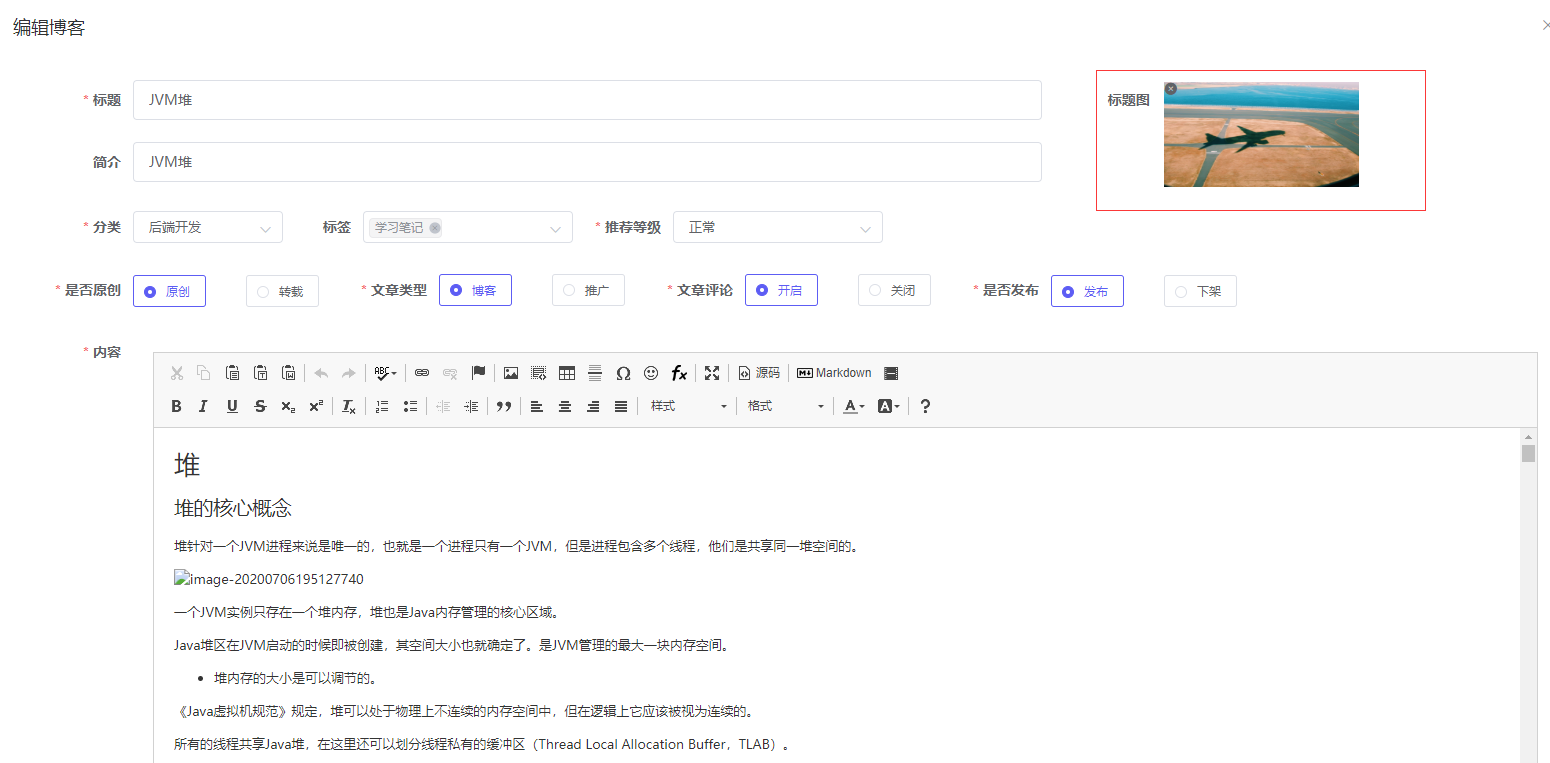 编辑博客
* 标题 JVM堆
标题图
简介 JVM堆
* 分类 后端开发 标签 学习笔记 * 推荐等级 正常
* 是否原创 原创 转载 * 文章类型 博客 推广 * 文章评论 开启 关闭 * 是否发布 发布 下架
* 内容
ABC Ω fx 源码 Markdown
B I U S x₂ x² Tx 样式 格式 A A ?
堆
堆的核心概念
堆针对一个JVM进程来说是唯一的，也就是一个进程只有一个JVM，但是进程包含多个线程，他们是共享同一堆空间的。
image-20200706195127740
一个JVM实例只存在一个堆内存，堆也是Java内存管理的核心区域。
Java堆区在JVM启动的时候即被创建，其空间大小也就确定了。是JVM管理的最大一块内存空间。
• 堆内存的大小是可以调节的。
《Java虚拟机规范》规定，堆可以处于物理上不连续的内存空间中，但在逻辑上它应该被视为连续的。
所有的线程共享Java堆，在这里还可以划分线程私有的缓冲区（Thread Local Allocation Buffer，TLAB）。